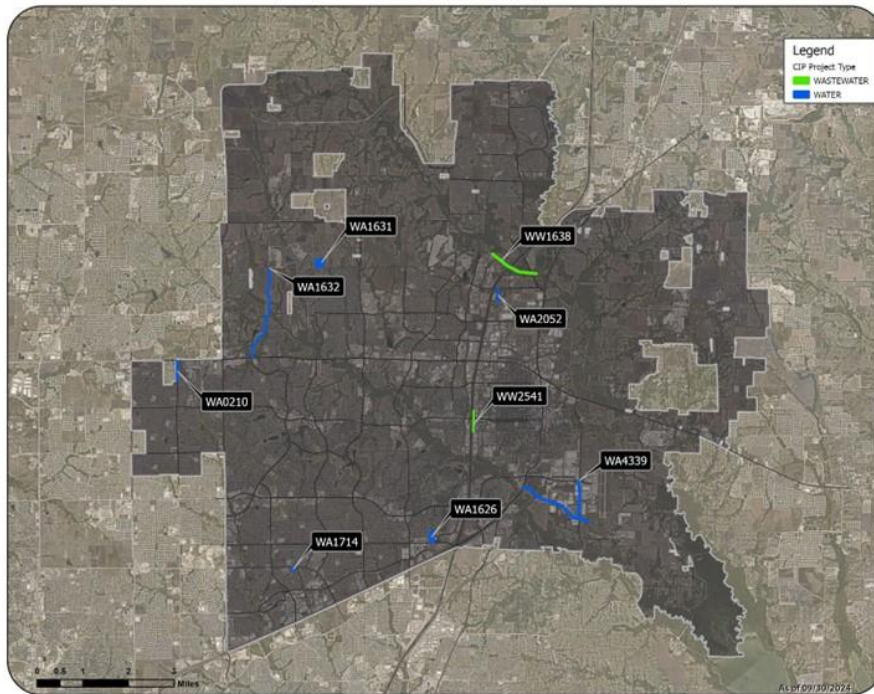 Legend
CIP Project Type
WASTEWATER
WATER
WA1631
WW1638
WA1632
WA2052
WA0210
WW2541
WA4339
WA1626
WA1714
0 0.5 1 2 3
Miles
As of 09/30/2024